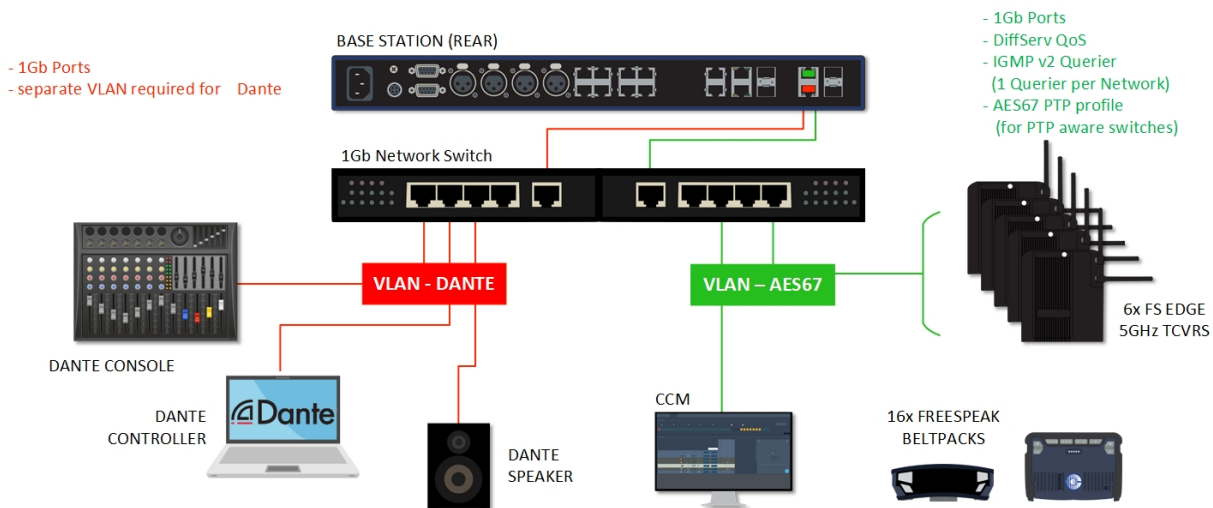 BASE STATION (REAR)
- 1Gb Ports
- separate VLAN required for Dante
- 1Gb Ports
- DiffServ QoS
- IGMP v2 Querier
(1 Querier per Network)
- AES67 PTP profile
(for PTP aware switches)
1Gb Network Switch
VLAN - DANTE
VLAN – AES67
6x FS EDGE
5GHz TCVRS
DANTE CONSOLE
DANTE
CONTROLLER
Dante
DANTE
SPEAKER
CCM
16x FREESPEAK
BELTPACKS